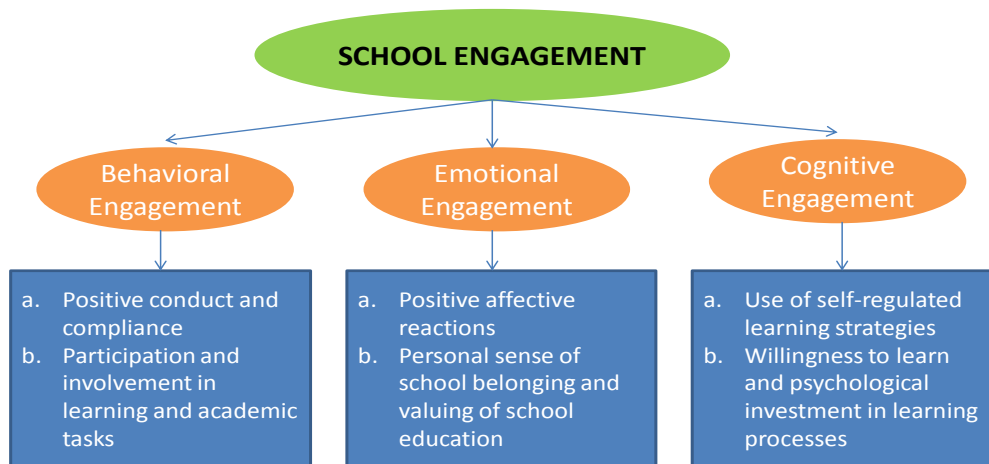 SCHOOL ENGAGEMENT
Behavioral
Engagement
Emotional
Engagement
Cognitive
Engagement
a. Positive conduct and
compliance
b. Participation and
involvement in
learning and academic
tasks
a. Positive affective
reactions
b. Personal sense of
school belonging and
valuing of school
education
a. Use of self-regulated
learning strategies
b. Willingness to learn
and psychological
investment in learning
processes